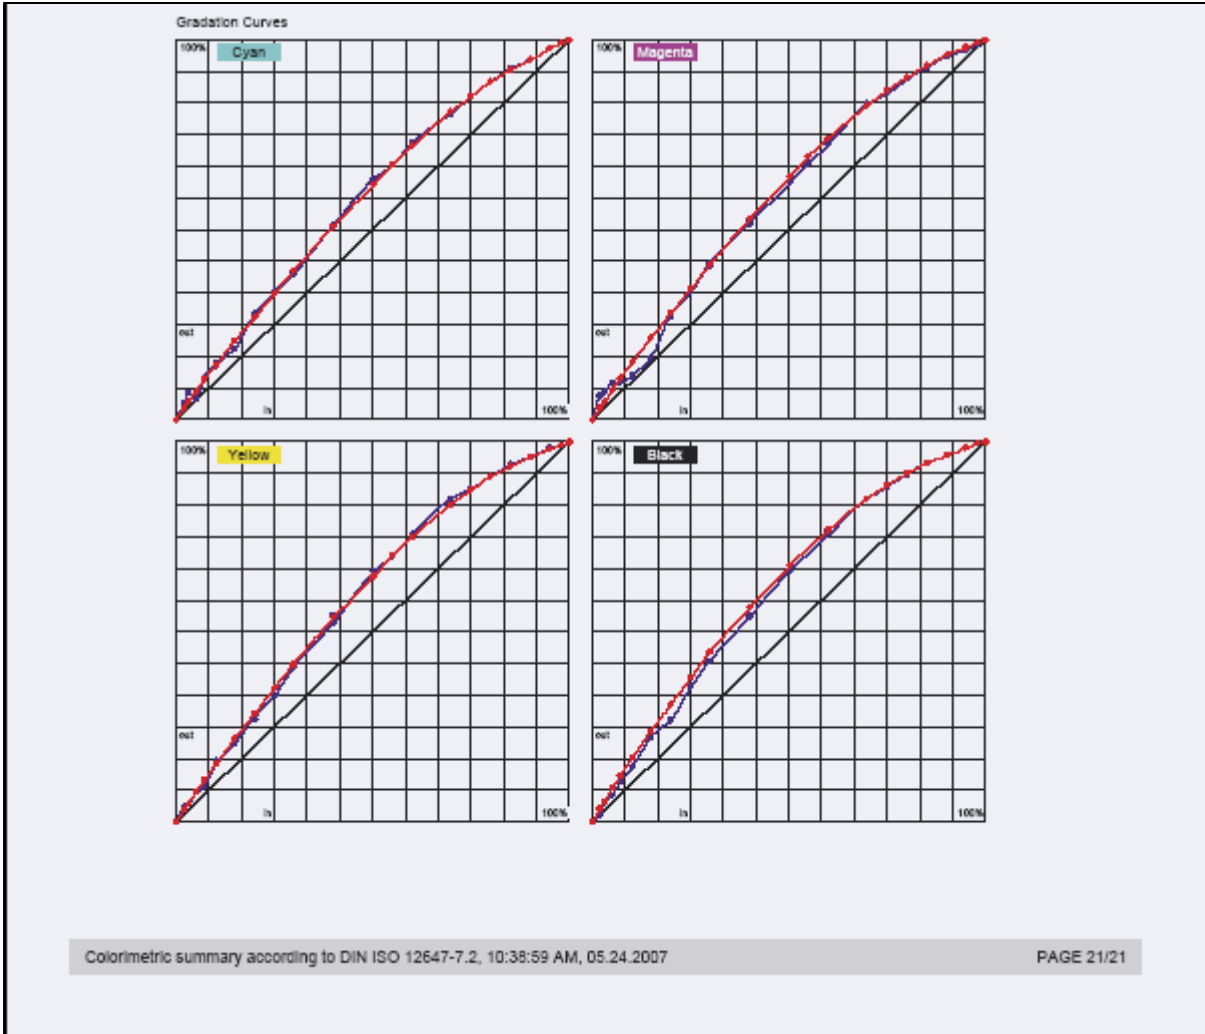 Gradation Curves
100% Cyan
out
in 100%
100% Magenta
out
in 100%
100% Yellow
out
in 100%
100% Black
out
in 100%
Colorimetric summary according to DIN ISO 12647-7.2, 10:38:59 AM, 05.24.2007 PAGE 21/21